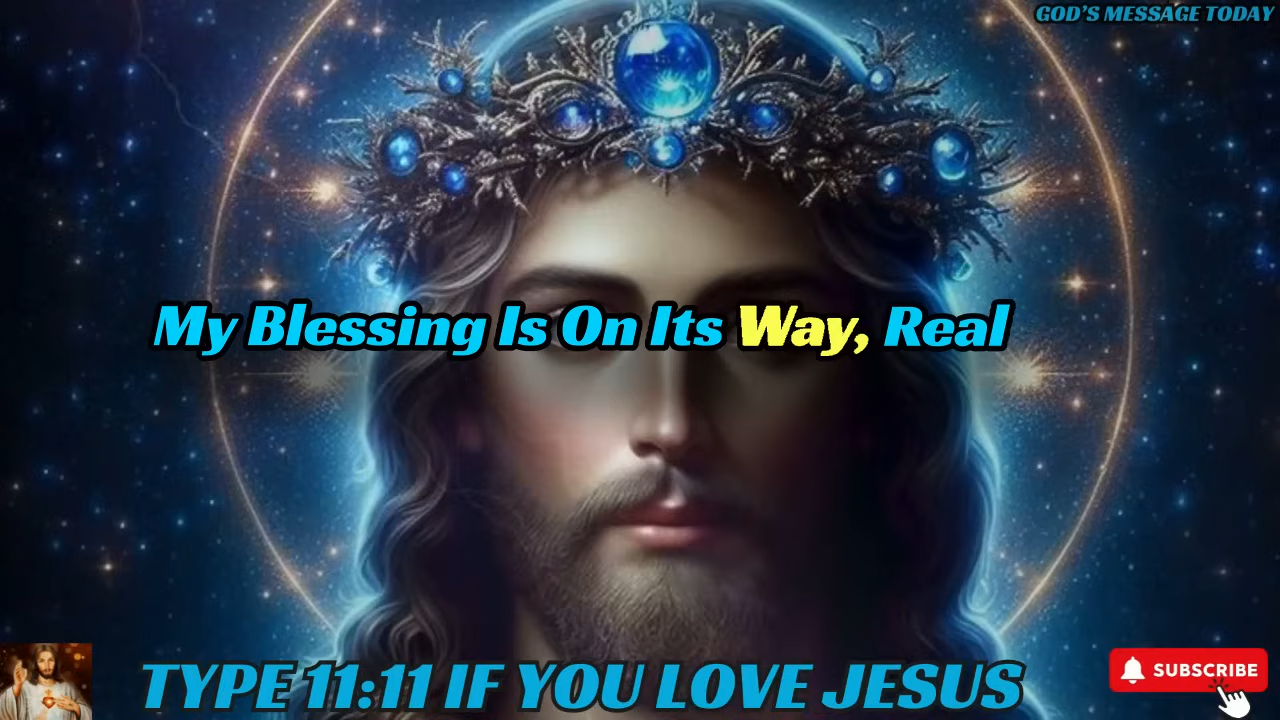 GOD'S MESSAGE TODAY
My Blessing Is On Its Way, Real
TYPE 11:11 IF YOU LOVE JESUS
SUBSCRIBE